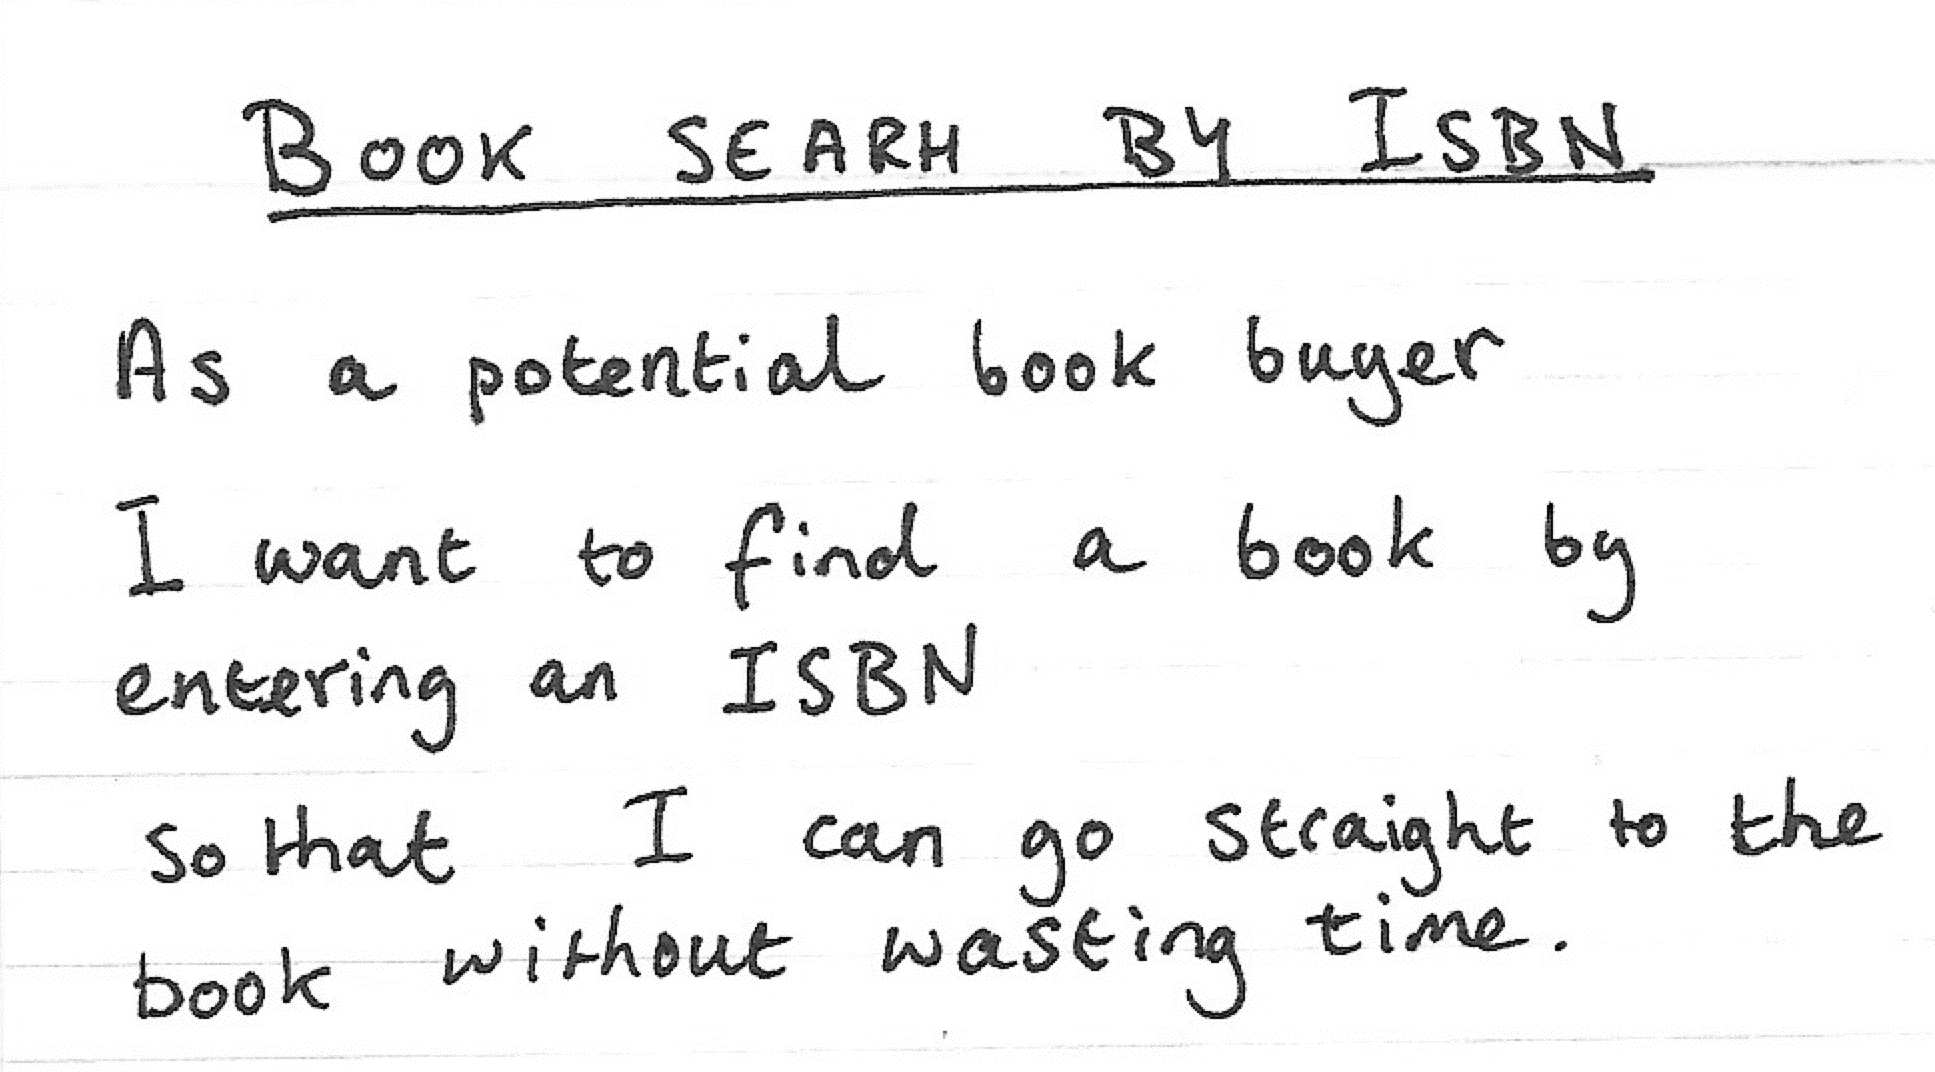 BOOK SEARH BY ISBN
As a potential book buyer
I want to find a book by
entering an ISBN
so that I can go straight to the
book without wasting time.